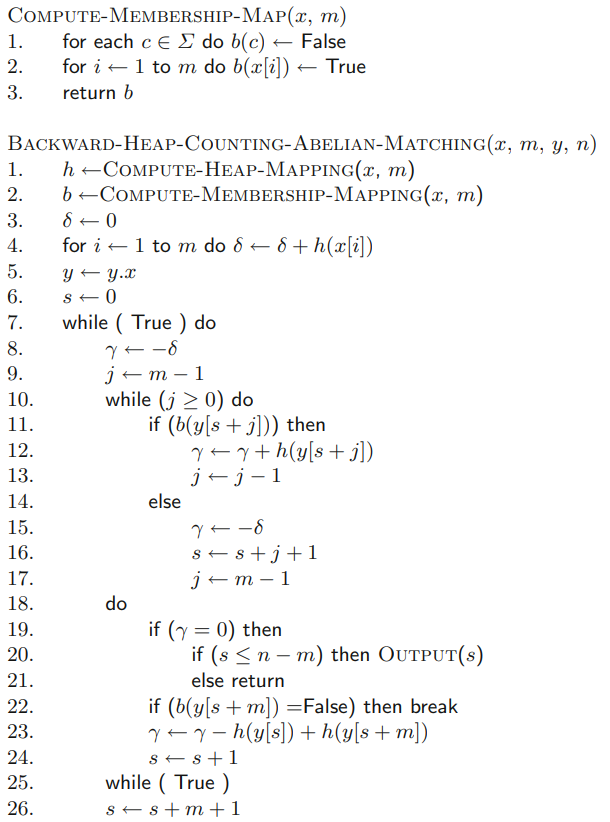 COMPUTE-MEMBERSHIP-MAP(x, m)
1. for each c ∈ Σ do b(c) ← False
2. for i ← 1 to m do b(x[i]) ← True
3. return b
BACKWARD-HEAP-COUNTING-ABELIAN-MATCHING(x, m, y, n)
1. h ←COMPUTE-HEAP-MAPPING(x, m)
2. b ←COMPUTE-MEMBERSHIP-MAPPING(x, m)
3. δ ← 0
4. for i ← 1 to m do δ ← δ + h(x[i])
5. y ← y.x
6. s ← 0
7. while ( True ) do
8. γ ← −δ
9. j ← m − 1
10. while (j ≥ 0) do
11. if (b(y[s + j])) then
12. γ ← γ + h(y[s + j])
13. j ← j − 1
14. else
15. γ ← −δ
16. s ← s + j + 1
17. j ← m − 1
18. do
19. if (γ = 0) then
20. if (s ≤ n − m) then OUTPUT(s)
21. else return
22. if (b(y[s + m]) =False) then break
23. γ ← γ − h(y[s]) + h(y[s + m])
24. s ← s + 1
25. while ( True )
26. s ← s + m + 1